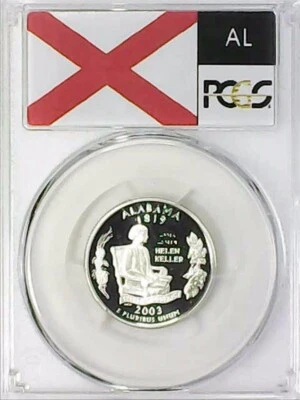 AL
PCGS
ALABAMA
1819
HELEN
KELLER
2003
E PLURIBUS UNUM